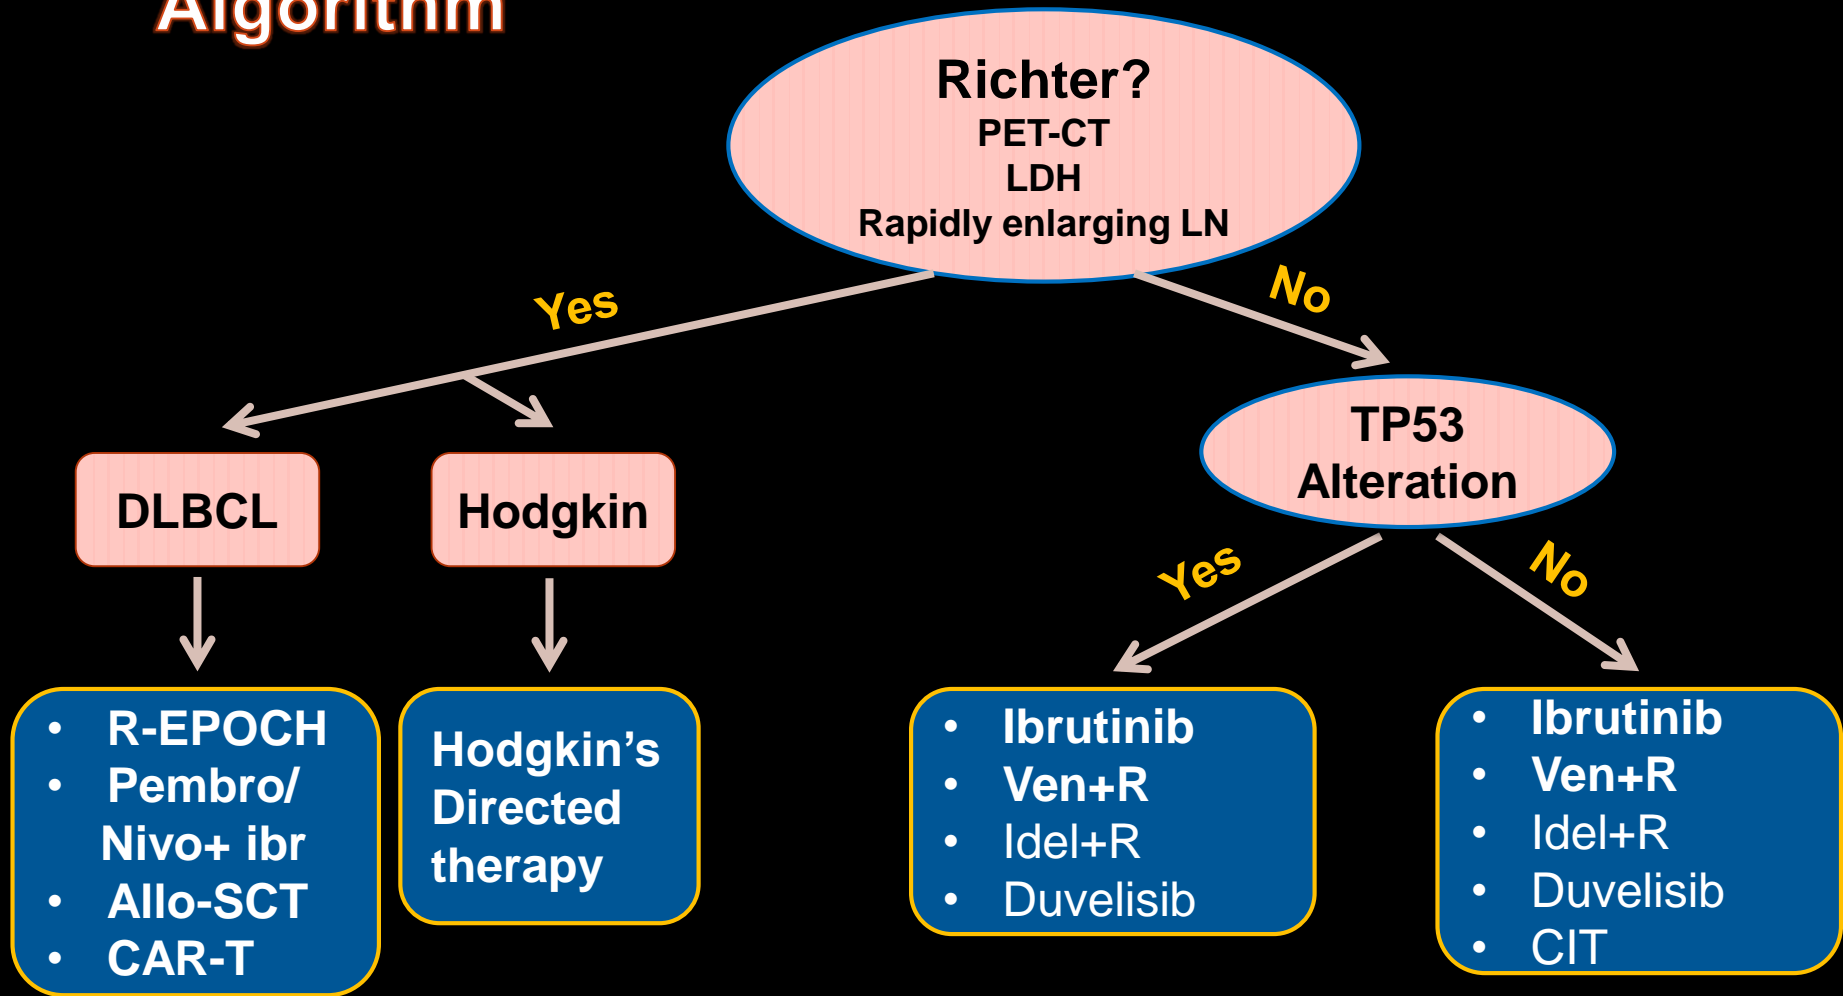 Algorithm
Richter?
PET-CT
LDH
Rapidly enlarging LN
Yes
No
DLBCL
Hodgkin
TP53
Alteration
Yes
No
• R-EPOCH
• Pembro/
Nivo+ ibr
• Allo-SCT
• CAR-T
Hodgkin’s
Directed
therapy
• Ibrutinib
• Ven+R
• Idel+R
• Duvelisib
• Ibrutinib
• Ven+R
• Idel+R
• Duvelisib
• CIT